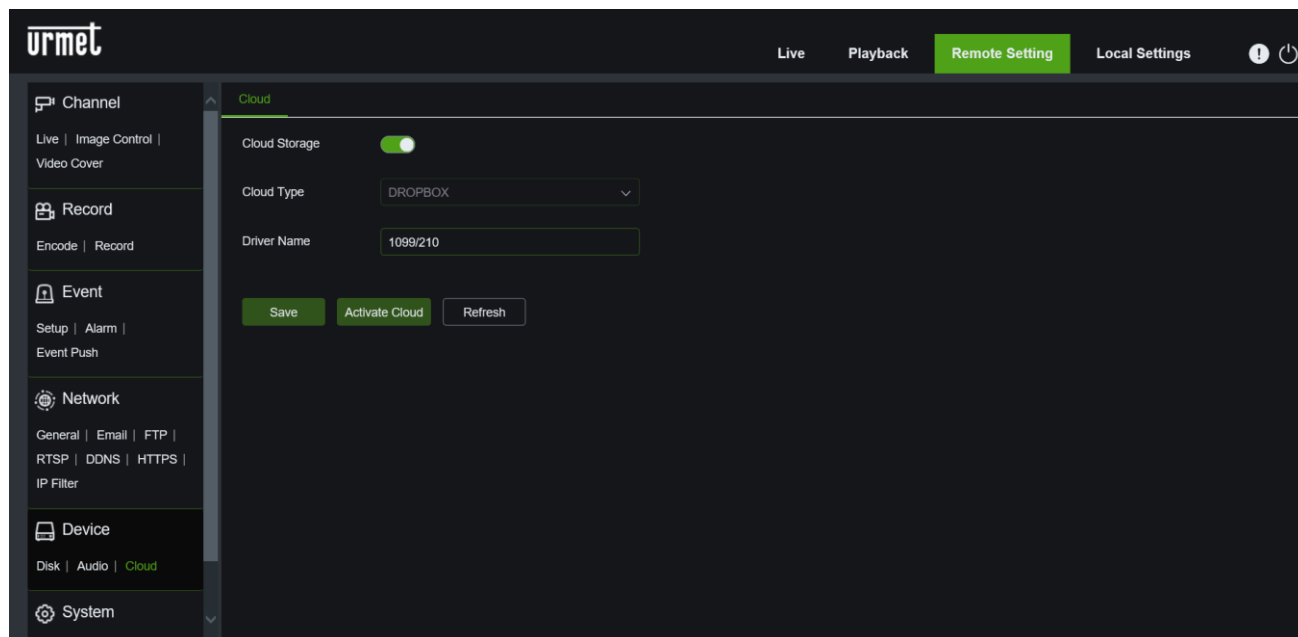 urmet
Live Playback Remote Setting Local Settings
Channel
Live | Image Control |
Video Cover
Record
Encode | Record
Event
Setup | Alarm |
Event Push
Network
General | Email | FTP |
RTSP | DDNS | HTTPS |
IP Filter
Device
Disk | Audio | Cloud
System
Cloud
Cloud Storage
Cloud Type DROPBOX
Driver Name 1099/210
Save Activate Cloud Refresh